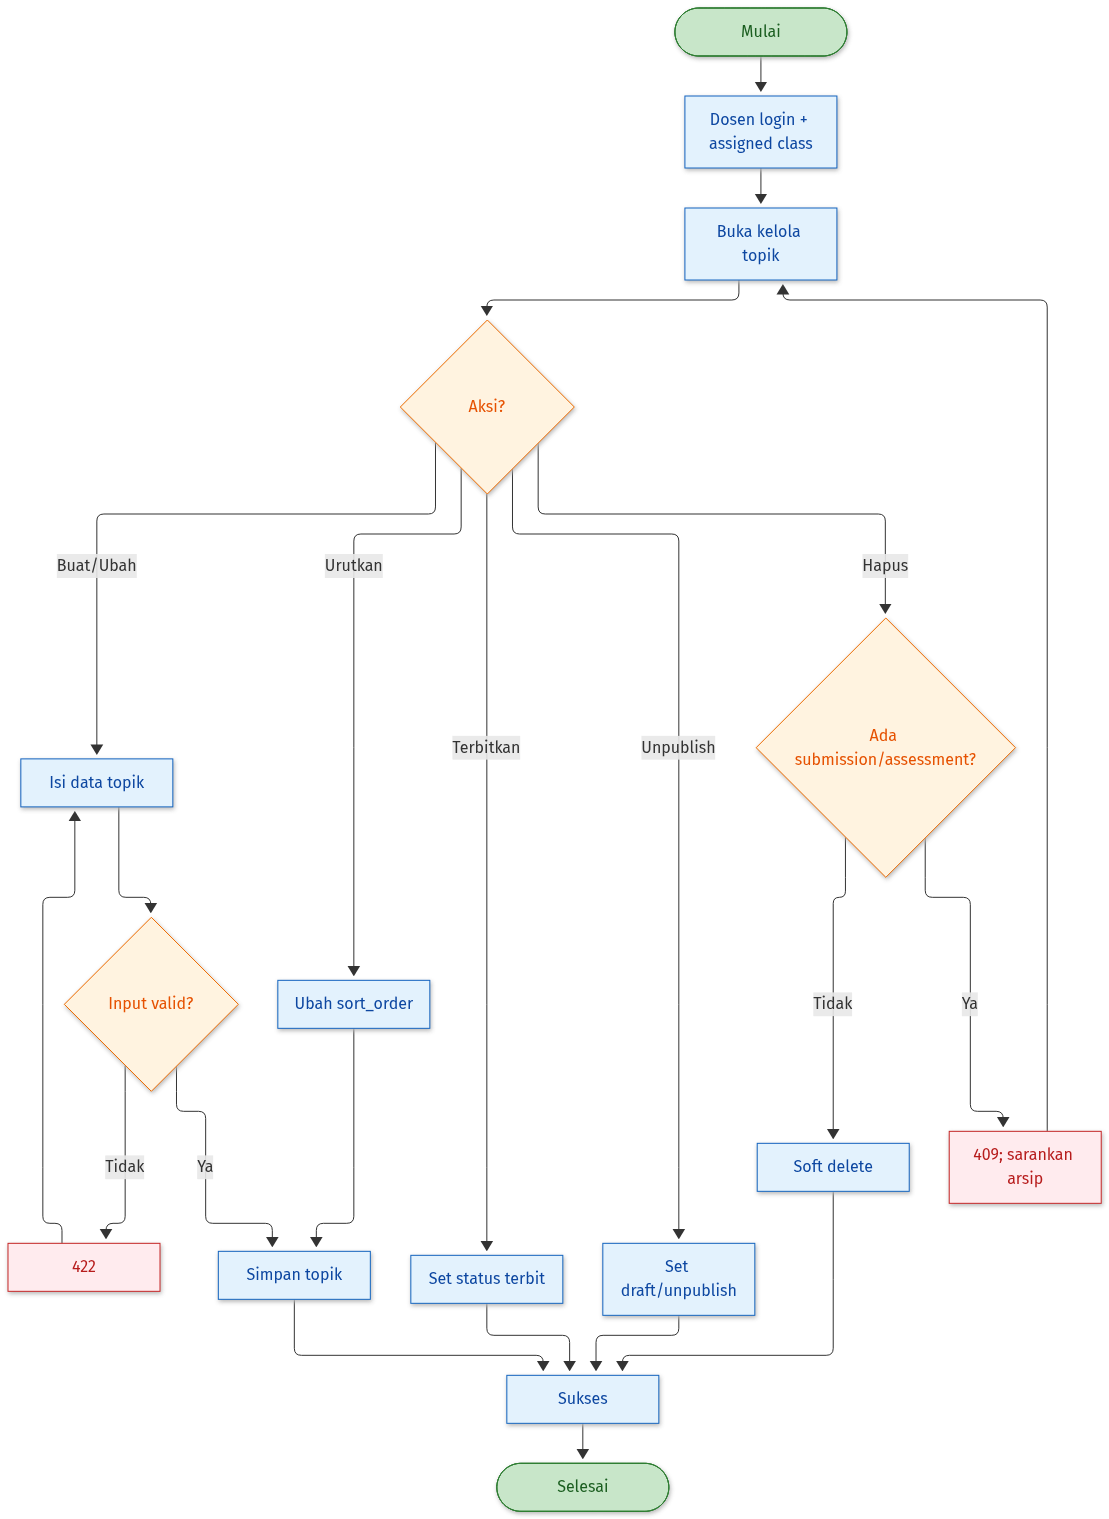 Mulai
Dosen login +
assigned class
Buka kelola
topik
Aksi?
Buat/Ubah
Urutkan
Hapus
Ada
submission/assessment?
Terbitkan
Unpublish
Isi data topik
Input valid?
Ubah sort_order
Tidak
Ya
Tidak
Ya
Soft delete
409; sarankan
arsip
422
Simpan topik
Set status terbit
Set
draft/unpublish
Sukses
Selesai